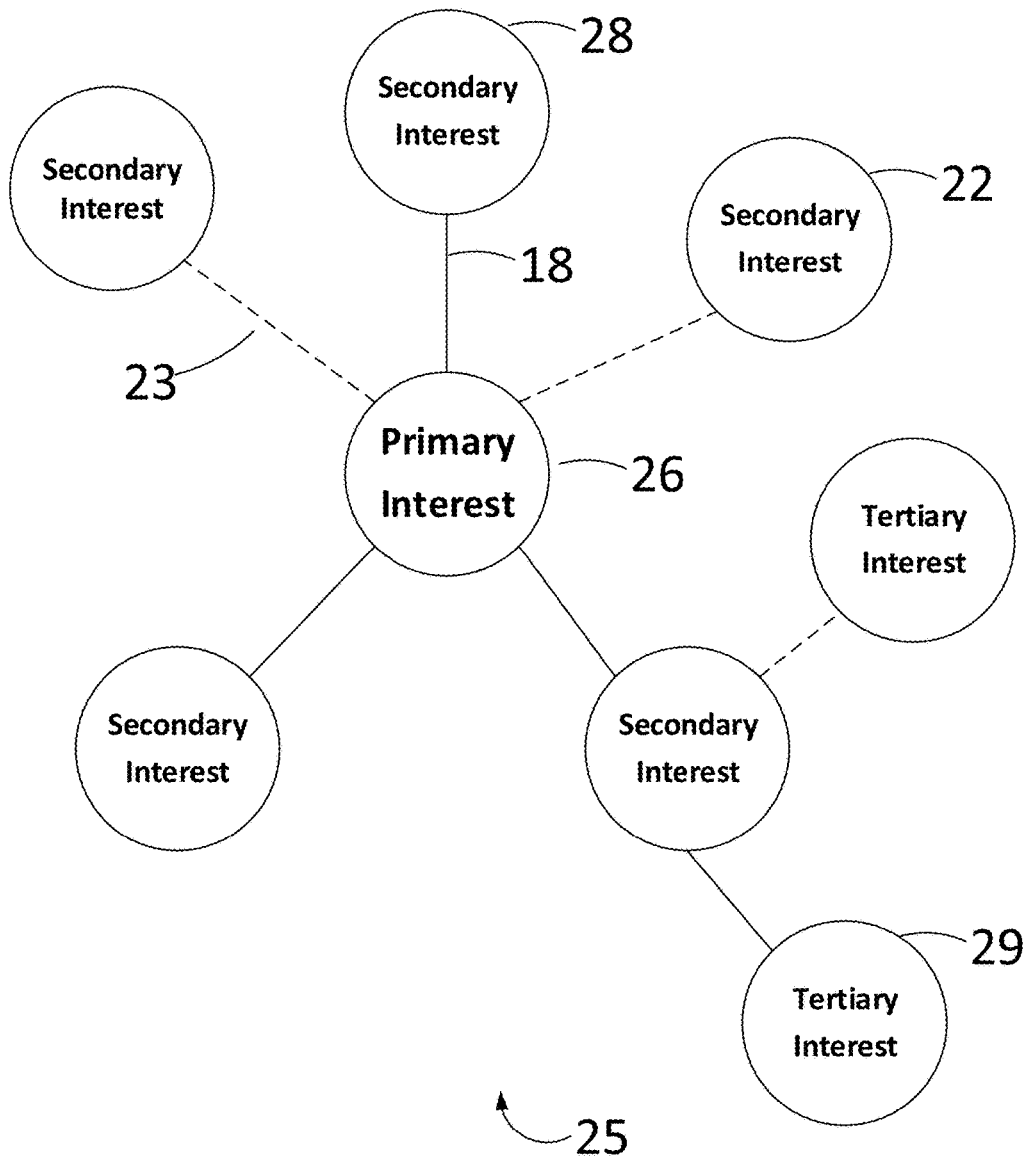 28
Secondary
Interest
Secondary
Interest
22
Secondary
Interest
18
23
Primary
Interest
26
Tertiary
Interest
Secondary
Interest
Secondary
Interest
29
Tertiary
Interest
25